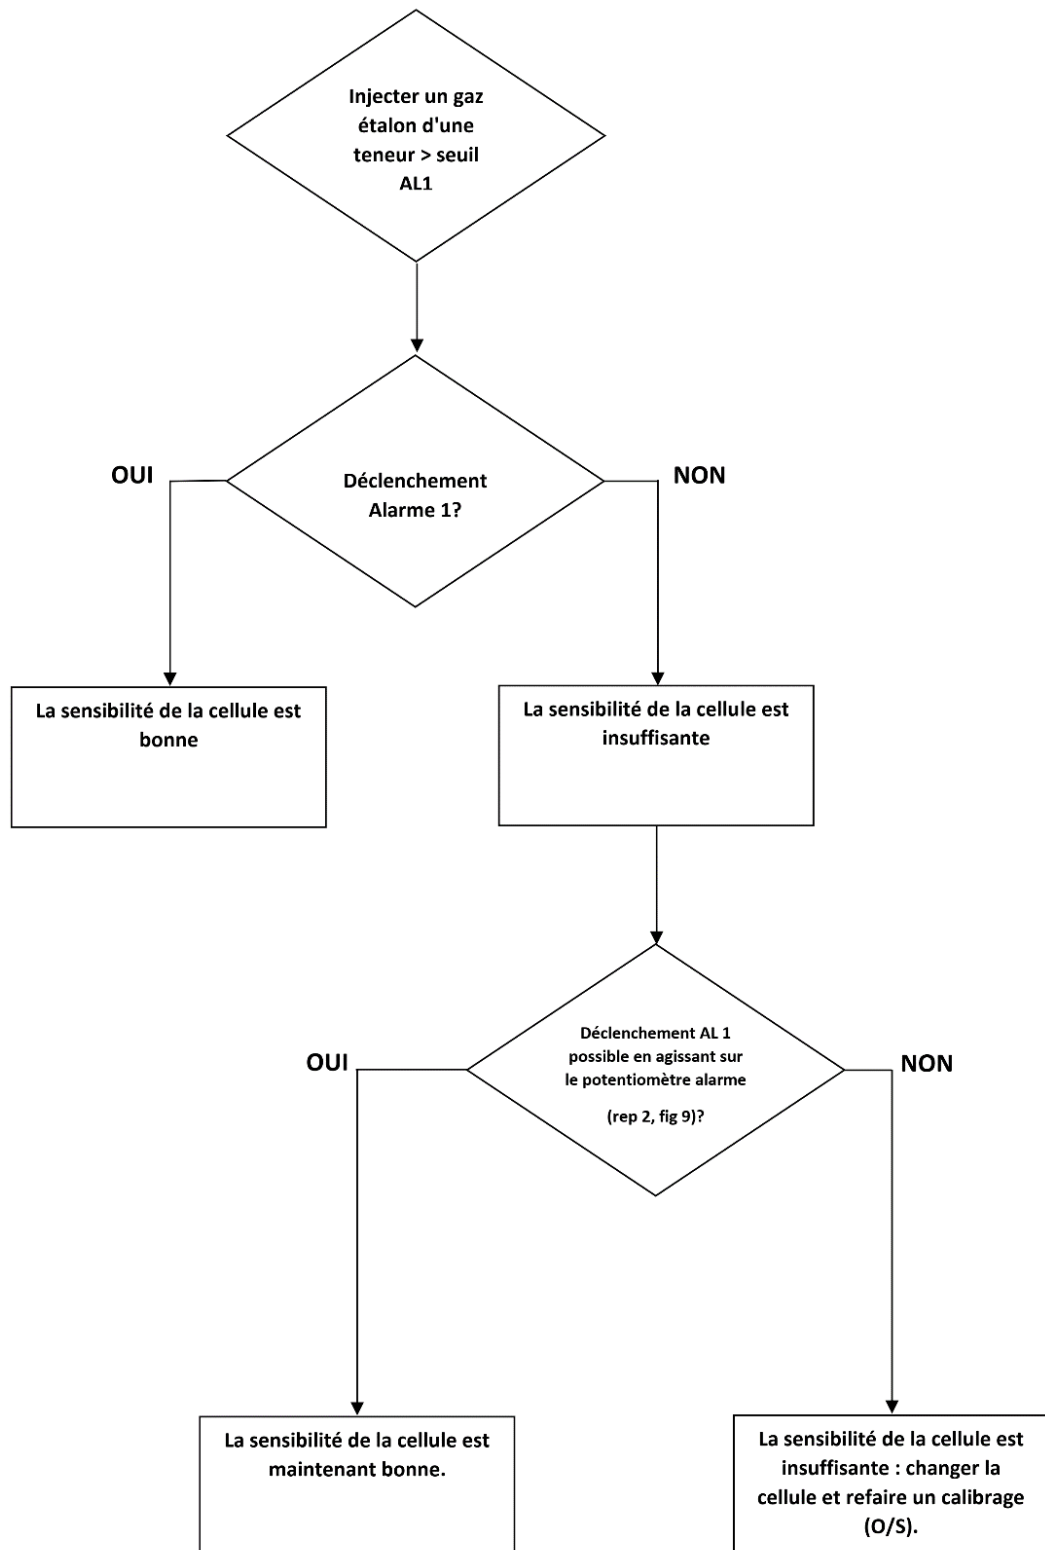 Injecter un gaz
étalon d'une
teneur > seuil
AL1
OUI
Déclenchement
Alarme 1?
NON
La sensibilité de la cellule est
bonne
La sensibilité de la cellule est
insuffisante
OUI
Déclenchement AL 1
possible en agissant sur
le potentiomètre alarme
(rep 2, fig 9)?
NON
La sensibilité de la cellule est
maintenant bonne.
La sensibilité de la cellule est
insuffisante : changer la
cellule et refaire un calibrage
(O/S).